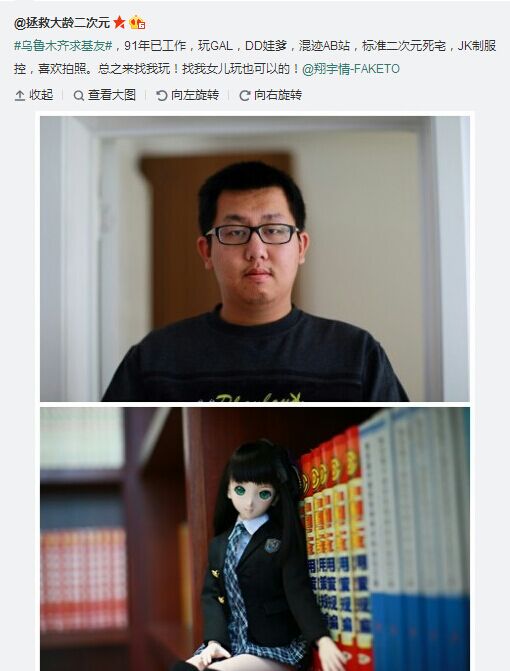 @拯救大龄二次元
#乌鲁木齐求基友#，91年已工作，玩GAL，DD娃爹，混迹AB站，标准二次元死宅，JK制服
控，喜欢拍照。总之来找我玩！找我女儿玩也可以的！@翔宇情-FAKETO
收起 查看大图 向左旋转 向右旋转